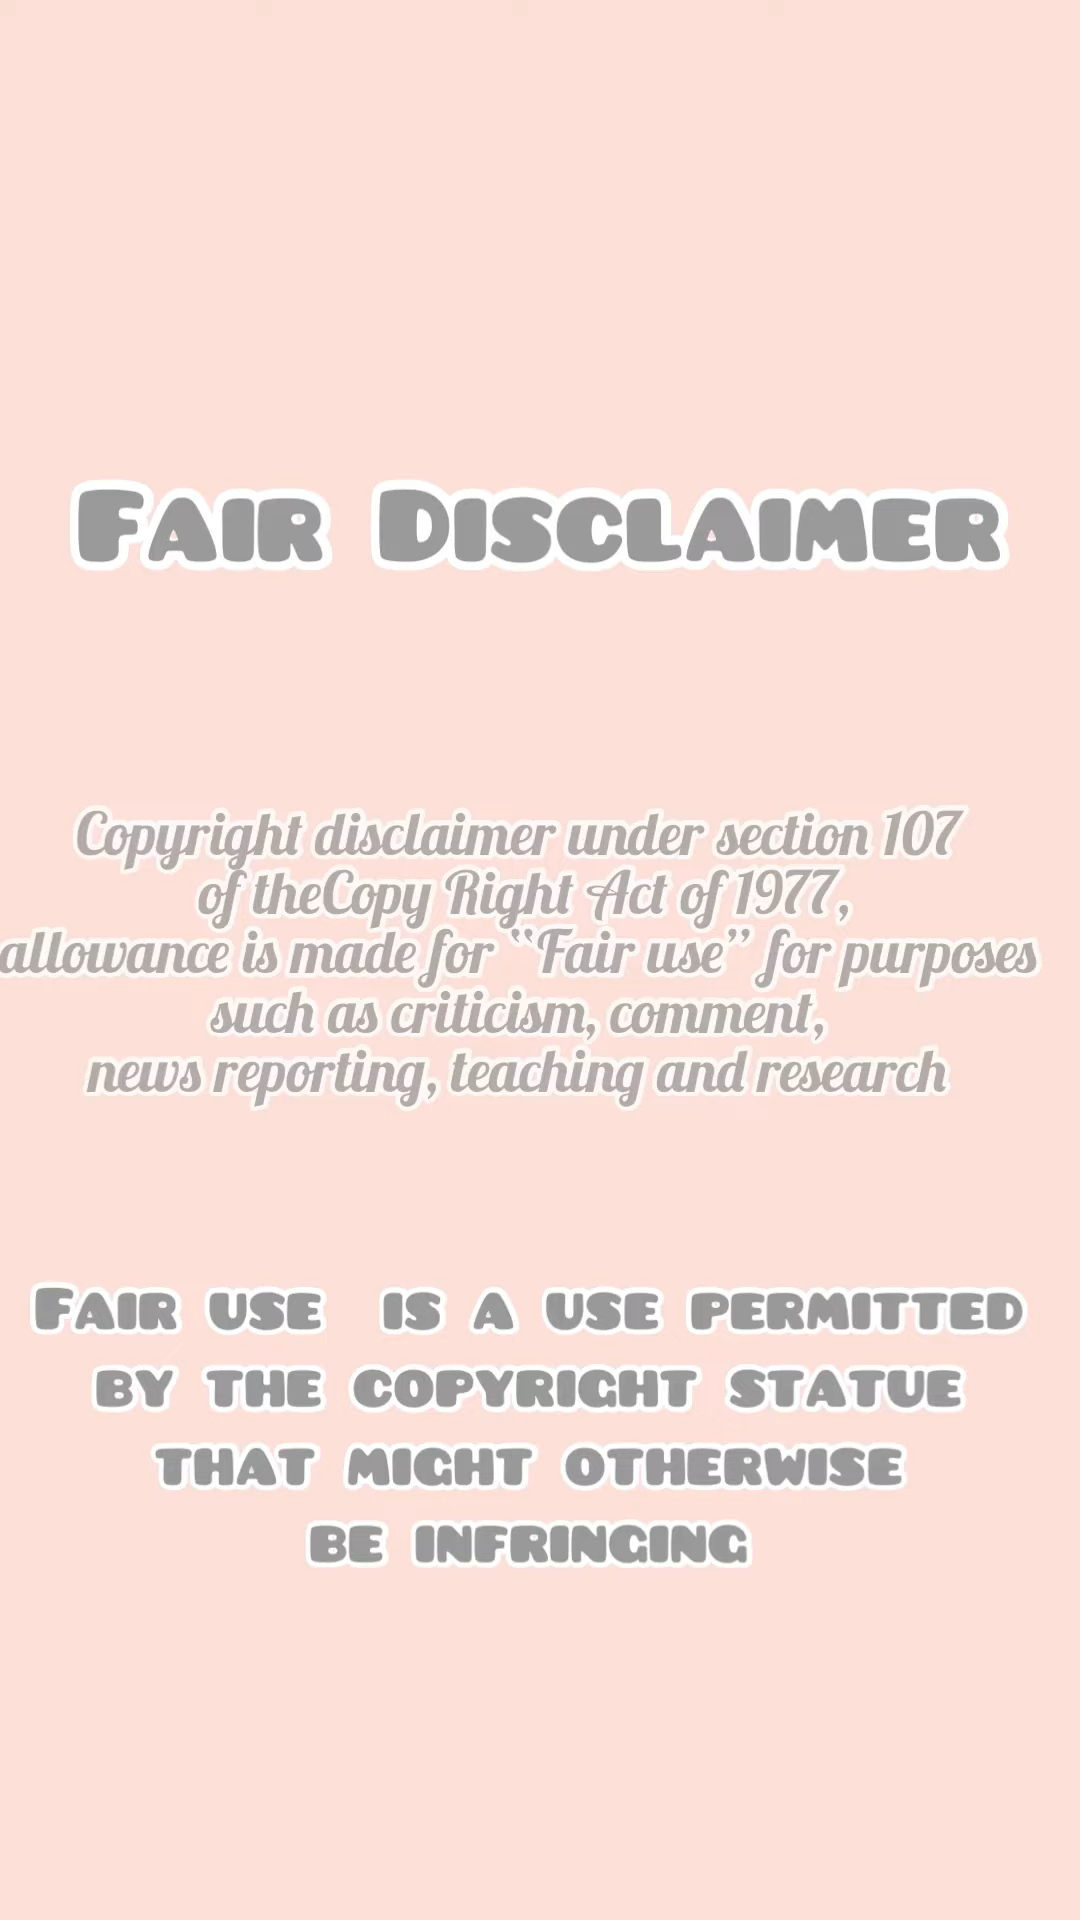 Fair Disclaimer
Copyright disclaimer under section 107
of theCopy Right Act of 1977,
allowance is made for “Fair use” for purposes
such as criticism, comment,
news reporting, teaching and research
Fair use is a use permitted
by the copyright statue
that might otherwise
be infringing